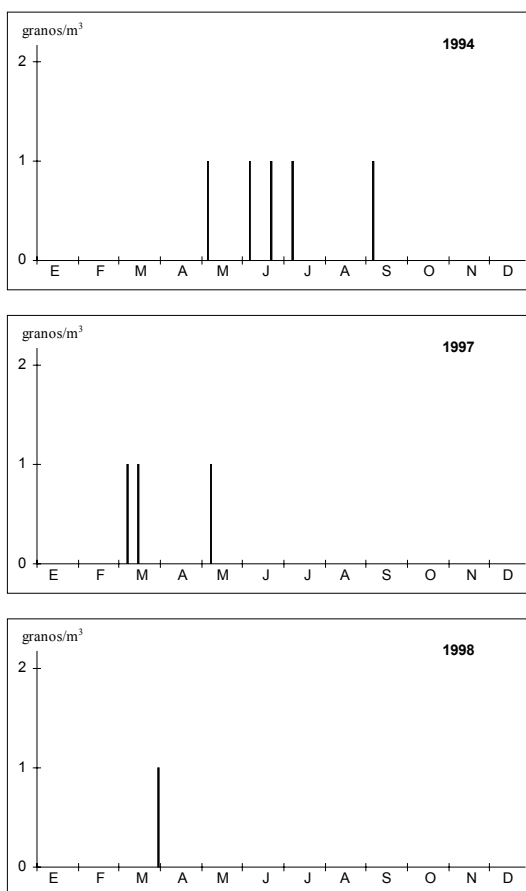 granos/m³
1994
2
1
0
E F M A M J J A S O N D
granos/m³
1997
2
1
0
E F M A M J J A S O N D
granos/m³
1998
2
1
0
E F M A M J J A S O N D